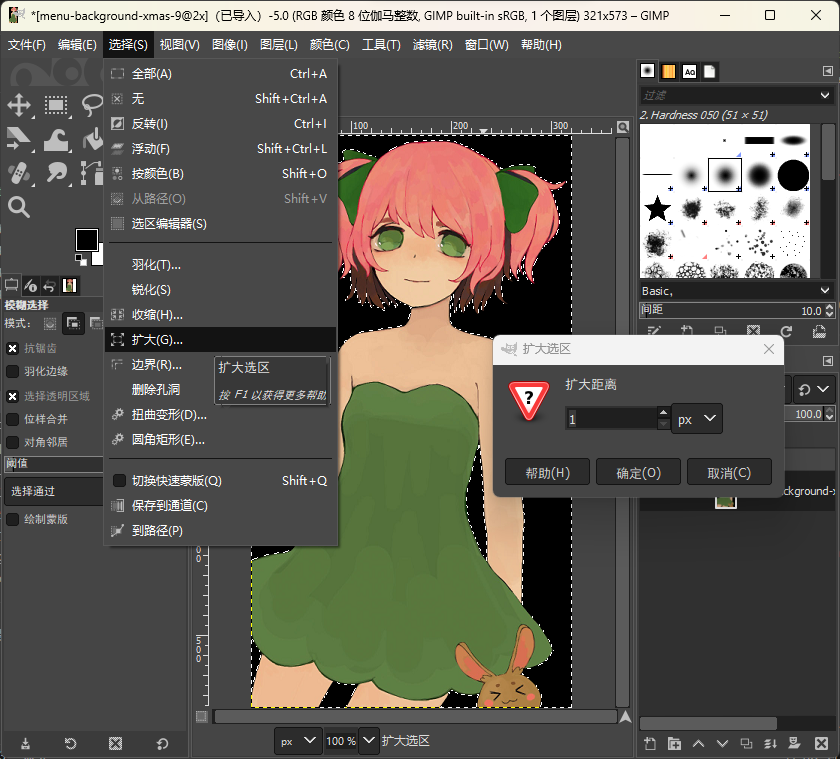 *[menu-background-xmas-9@2x]（已导入）-5.0 (RGB 颜色 8 位伽马整数, GIMP built-in sRGB, 1 个图层) 321x573 – GIMP
文件(F) 编辑(E) 选择(S) 视图(V) 图像(I) 图层(L) 颜色(C) 工具(T) 滤镜(R) 窗口(W) 帮助(H)
全部(A) Ctrl+A
无 Shift+Ctrl+A
反转(I) Ctrl+I
浮动(F) Shift+Ctrl+L
按颜色(B) Shift+O
从路径(O) Shift+V
选区编辑器(S)
羽化(T)...
锐化(S)
收缩(H)...
扩大(G)...
边界(R)...
删除孔洞
扭曲变形(D)...
圆角矩形(E)...
切换快速蒙版(Q) Shift+Q
保存到通道(C)
到路径(P)
扩大选区
按 F1 以获得更多帮助
模糊选择
模式：
抗锯齿
羽化边缘
选择透明区域
位样合并
对角邻居
阈值
选择通过
绘制蒙版
100 200 300
500
px 100 % 扩大选区
Aa
过滤
2. Hardness 050 (51 × 51)
Basic,
间距 10.0
扩大选区
扩大距离
1 px
帮助(H) 确定(O) 取消(C)
100.0
ckground-x